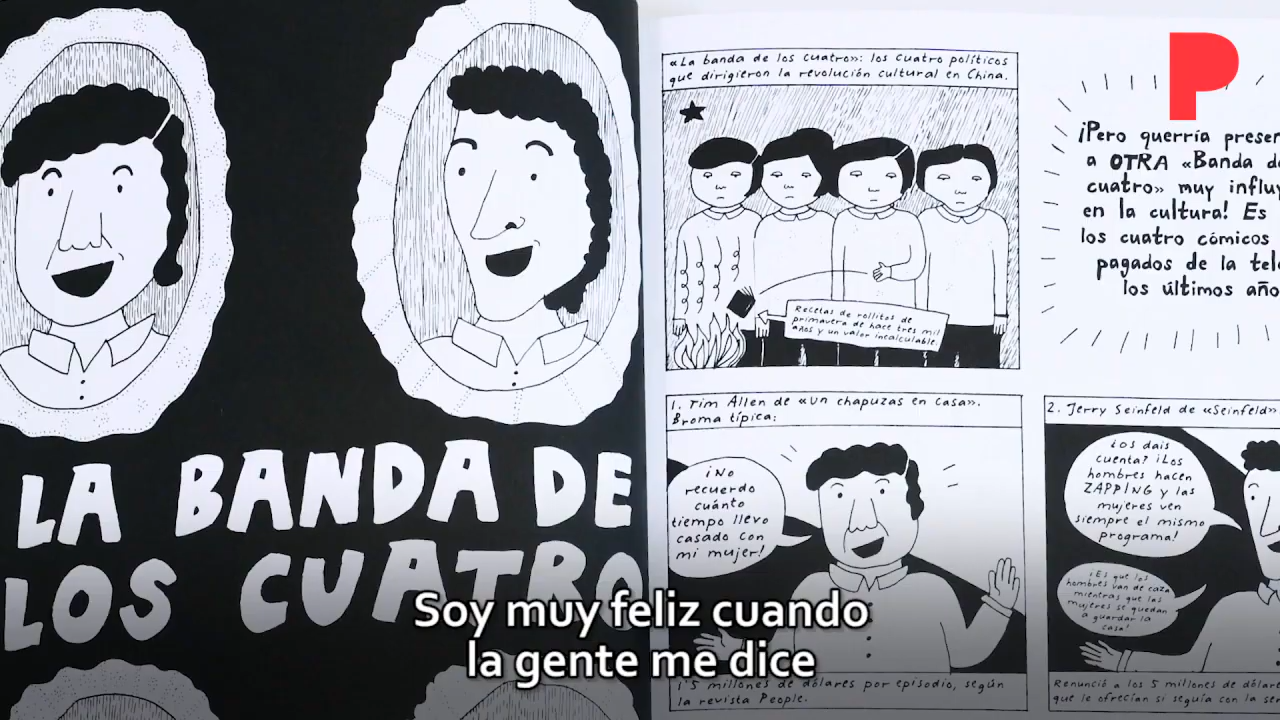 LA BANDA DE
LOS CUATRO
«La banda de los cuatro»: los cuatro políticos
que dirigieron la revolución cultural en China.
Recetas de rollitos de
primavera de hace tres mil
años y un valor incalculable.
¡Pero querría
a OTRA «Banda
cuatro» muy
en la cultura! Es
los cuatro cómicos
pagados de la
los últimos
1. Tim Allen de «Un chapuzas en casa».
Broma típica:
¡No
recuerdo
cuánto
tiempo llevo
casado con
mi mujer!
¡5 millones de dólares por episodio, según
la revista People.
2. Jerry Seinfeld de «Seinfeld»
¿Os dais
cuenta? ¡Los
hombres hacen
ZAPPING y las
mujeres ven
siempre el mismo
programa!
¡Es que los
hombres van de caza
mientras que las
mujeres se quedan
a guardar la
casa!
Renunció a los 5 millones de
que le ofrecían si seguía con la
P
Soy muy feliz cuando
la gente me dice